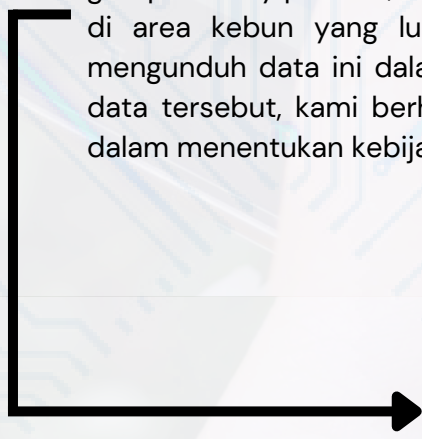 di area kebun yang lu
mengunduh data ini dala
data tersebut, kami berh
dalam menentukan kebija